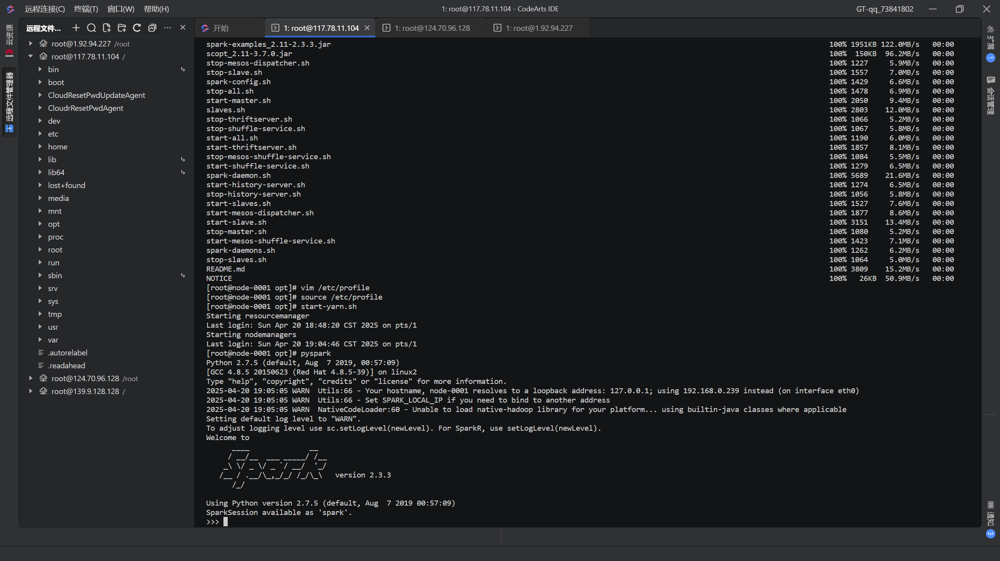 远程连接(C) 终端(T) 窗口(W) 帮助(H)
1: root@117.78.11.104 - CodeArts IDE
GT-qq_73841802
云资源
HUAWEI
远程文件管理器
远程文件...
root@1.92.94.227 /root
root@117.78.11.104 /
bin
boot
CloudResetPwdUpdateAgent
CloudrResetPwdAgent
dev
etc
home
lib
lib64
lost+found
media
mnt
opt
proc
root
run
sbin
srv
sys
tmp
usr
var
.autorelabel
.readahead
root@124.70.96.128 /root
root@139.9.128.128 /
开始
1: root@117.78.11.104
1: root@124.70.96.128
1: root@1.92.94.227
spark-examples_2.11-2.3.3.jar 100% 1951KB 122.0MB/s 00:00
scopt_2.11-3.7.0.jar 100% 150KB 96.2MB/s 00:00
stop-mesos-dispatcher.sh 100% 1227 5.9MB/s 00:00
stop-slave.sh 100% 1557 7.0MB/s 00:00
spark-config.sh 100% 1429 6.6MB/s 00:00
stop-all.sh 100% 1478 6.9MB/s 00:00
start-master.sh 100% 2050 9.4MB/s 00:00
slaves.sh 100% 2803 12.0MB/s 00:00
stop-thriftserver.sh 100% 1066 5.2MB/s 00:00
stop-shuffle-service.sh 100% 1067 5.8MB/s 00:00
start-all.sh 100% 1190 6.0MB/s 00:00
start-thriftserver.sh 100% 1857 8.1MB/s 00:00
stop-mesos-shuffle-service.sh 100% 1084 5.5MB/s 00:00
start-shuffle-service.sh 100% 1279 6.5MB/s 00:00
spark-daemon.sh 100% 5689 21.6MB/s 00:00
start-history-server.sh 100% 1274 6.5MB/s 00:00
stop-history-server.sh 100% 1056 5.8MB/s 00:00
start-slaves.sh 100% 1527 7.6MB/s 00:00
start-mesos-dispatcher.sh 100% 1877 8.6MB/s 00:00
start-slave.sh 100% 3151 13.4MB/s 00:00
stop-master.sh 100% 1080 5.2MB/s 00:00
start-mesos-shuffle-service.sh 100% 1423 7.1MB/s 00:00
spark-daemons.sh 100% 1262 6.2MB/s 00:00
stop-slaves.sh 100% 1064 5.0MB/s 00:00
README.md 100% 3809 15.2MB/s 00:00
NOTICE 100% 26KB 50.9MB/s 00:00
[root@node-0001 opt]# vim /etc/profile
[root@node-0001 opt]# source /etc/profile
[root@node-0001 opt]# start-yarn.sh
Starting resourcemanager
Last login: Sun Apr 20 18:48:20 CST 2025 on pts/1
Starting nodemanagers
Last login: Sun Apr 20 19:04:46 CST 2025 on pts/1
[root@node-0001 opt]# pyspark
Python 2.7.5 (default, Aug  7 2019, 00:57:09)
[GCC 4.8.5 20150623 (Red Hat 4.8.5-39)] on linux2
Type "help", "copyright", "credits" or "license" for more information.
2025-04-20 19:05:05 WARN  Utils:66 - Your hostname, node-0001 resolves to a loopback address: 127.0.0.1; using 192.168.0.239 instead (on interface eth0)
2025-04-20 19:05:05 WARN  Utils:66 - Set SPARK_LOCAL_IP if you need to bind to another address
2025-04-20 19:05:05 WARN  NativeCodeLoader:60 - Unable to load native-hadoop library for your platform... using builtin-java classes where applicable
Setting default log level to "WARN".
To adjust logging level use sc.setLogLevel(newLevel). For SparkR, use setLogLevel(newLevel).
Welcome to
      ____              __
     / __/__  ___ _____/ /__
    _\ \/ _ \/ _ `/ __/  '_/
   /__ / .__/\_,_/_/ /_/\_\   version 2.3.3
      /_/
Using Python version 2.7.5 (default, Aug  7 2019 00:57:09)
SparkSession available as 'spark'.
>>>
扩展
1
会话管理
通知
3